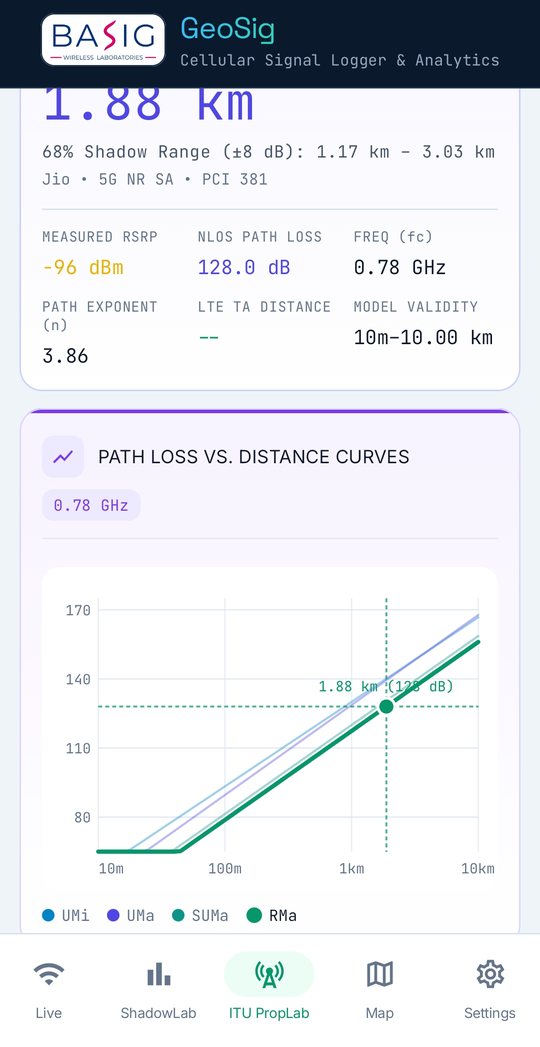 BASIG
WIRELESS LABORATORIES
GeoSig
Cellular Signal Logger & Analytics
1.88 km
68% Shadow Range (±8 dB): 1.17 km – 3.03 km
Jio • 5G NR SA • PCI 381
MEASURED RSRP
NLOS PATH LOSS
FREQ (fc)
-96 dBm
128.0 dB
0.78 GHz
PATH EXPONENT
(n)
LTE TA DISTANCE
MODEL VALIDITY
3.86
--
10m–10.00 km
PATH LOSS VS. DISTANCE CURVES
0.78 GHz
170
140
110
80
1.88 km (128 dB)
10m
100m
1km
10km
UMi
UMa
SUMa
RMa
Live
ShadowLab
ITU PropLab
Map
Settings